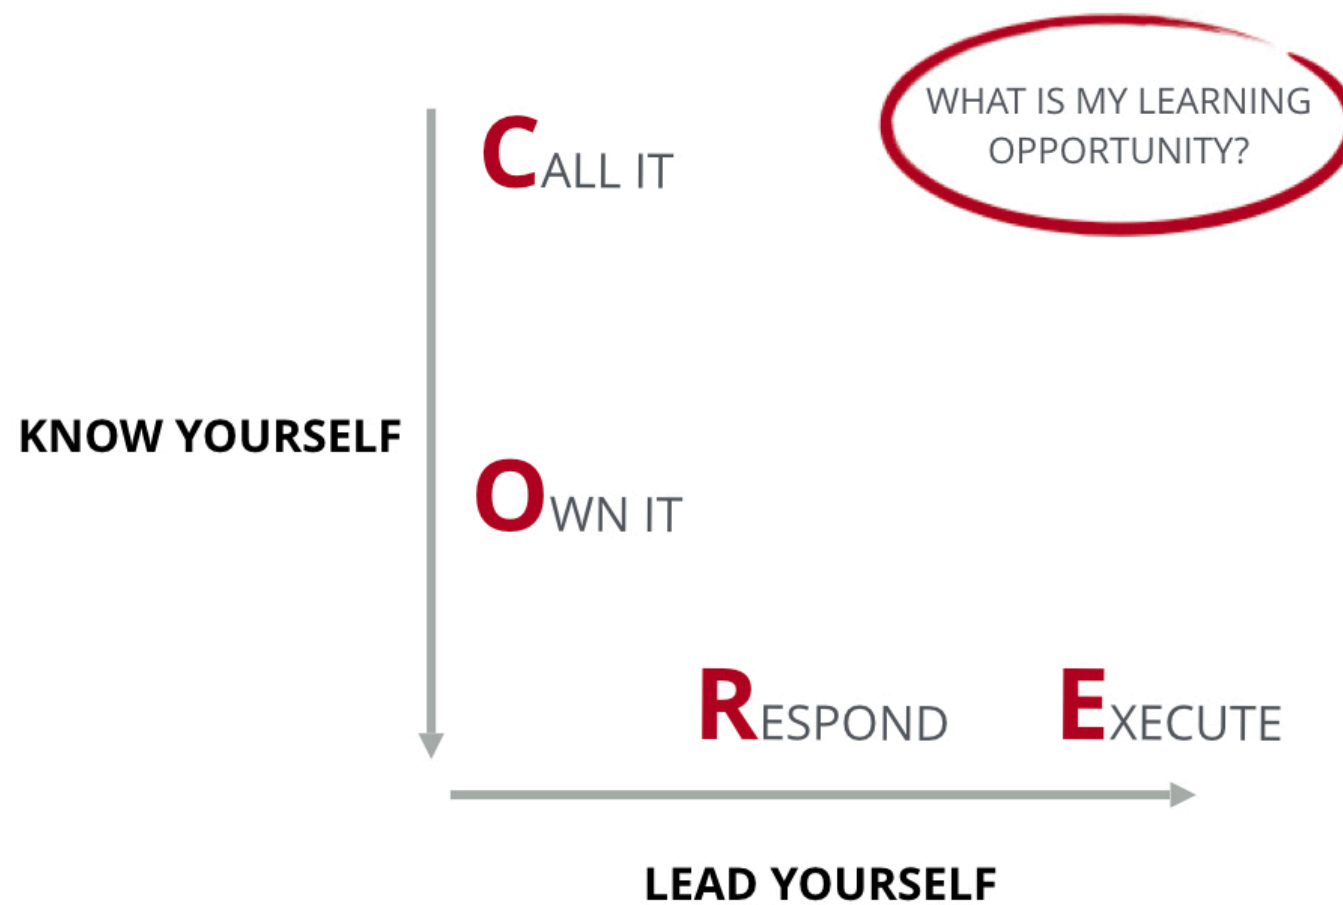 WHAT IS MY LEARNING
OPPORTUNITY?
CALL IT
KNOW YOURSELF
OWN IT
RESPOND
EXECUTE
LEAD YOURSELF